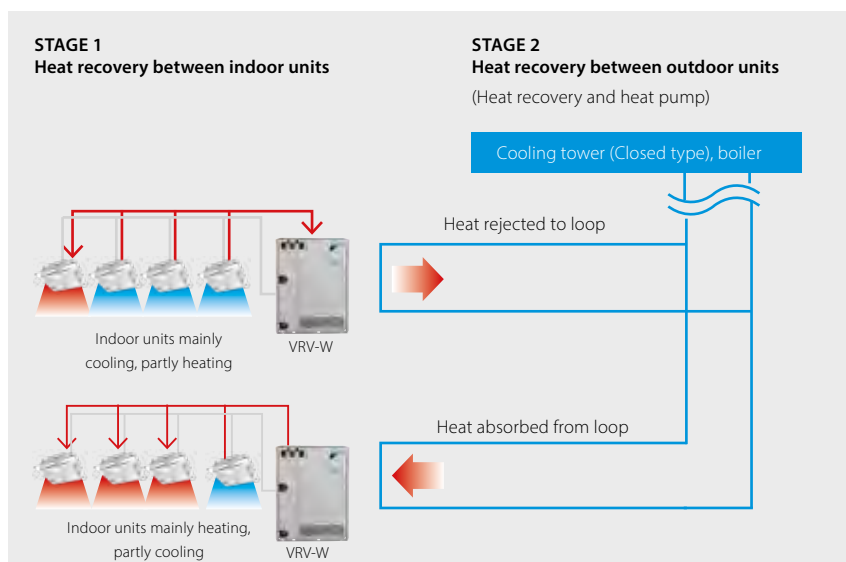 STAGE 1
Heat recovery between indoor units
STAGE 2
Heat recovery between outdoor units
(Heat recovery and heat pump)
Cooling tower (Closed type), boiler
Heat rejected to loop
Indoor units mainly
cooling, partly heating
VRV-W
Heat absorbed from loop
Indoor units mainly heating,
partly cooling
VRV-W